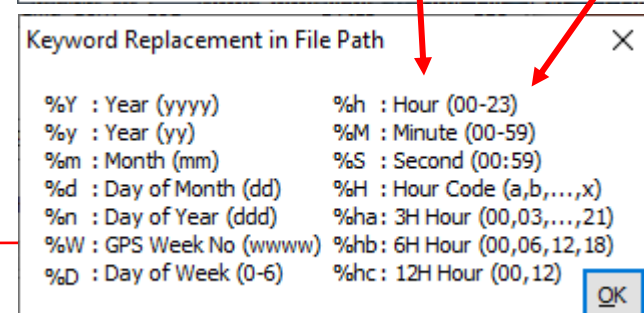 Keyword Replacement in File Path
%Y : Year (yyyy) %h : Hour (00-23)
%y : Year (yy) %M : Minute (00-59)
%m : Month (mm) %S : Second (00:59)
%d : Day of Month (dd) %H : Hour Code (a,b,...,x)
%n : Day of Year (ddd) %ha : 3H Hour (00,03,...,21)
%W : GPS Week No (wwww) %hb : 6H Hour (00,06,12,18)
%D : Day of Week (0-6) %hc : 12H Hour (00,12)
OK